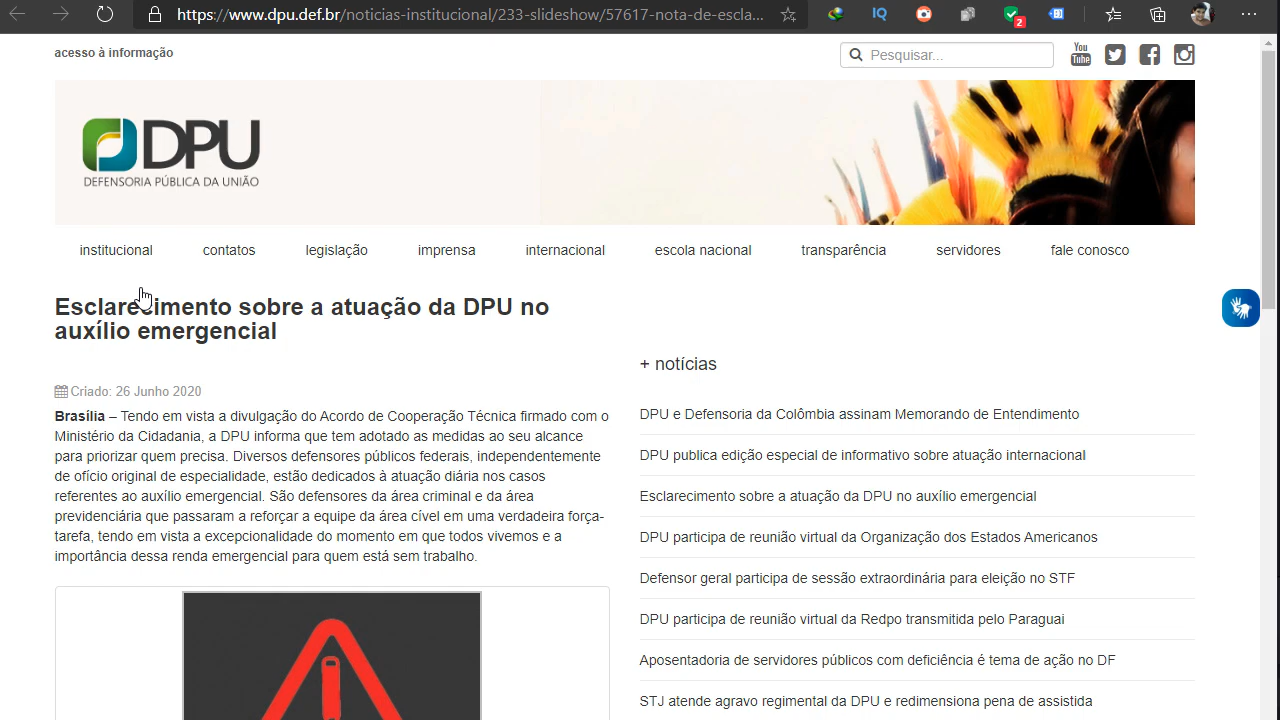 https://www.dpu.def.br/noticias-institucional/233-slideshow/57617-nota-de-escla...
IQ
2
acesso à informação
Pesquisar...
You
Tube
DPU
DEFENSORIA PÚBLICA DA UNIÃO
institucional contatos legislação imprensa internacional escola nacional transparência servidores fale conosco
Esclarecimento sobre a atuação da DPU no
auxílio emergencial
Criado: 26 Junho 2020
Brasília – Tendo em vista a divulgação do Acordo de Cooperação Técnica firmado com o
Ministério da Cidadania, a DPU informa que tem adotado as medidas ao seu alcance
para priorizar quem precisa. Diversos defensores públicos federais, independentemente
de ofício original de especialidade, estão dedicados à atuação diária nos casos
referentes ao auxílio emergencial. São defensores da área criminal e da área
previdenciária que passaram a reforçar a equipe da área cível em uma verdadeira força-
tarefa, tendo em vista a excepcionalidade do momento em que todos vivemos e a
importância dessa renda emergencial para quem está sem trabalho.
+ notícias
DPU e Defensoria da Colômbia assinam Memorando de Entendimento
DPU publica edição especial de informativo sobre atuação internacional
Esclarecimento sobre a atuação da DPU no auxílio emergencial
DPU participa de reunião virtual da Organização dos Estados Americanos
Defensor geral participa de sessão extraordinária para eleição no STF
DPU participa de reunião virtual da Redpo transmitida pelo Paraguai
Aposentadoria de servidores públicos com deficiência é tema de ação no DF
STJ atende agravo regimental da DPU e redimensiona pena de assistida